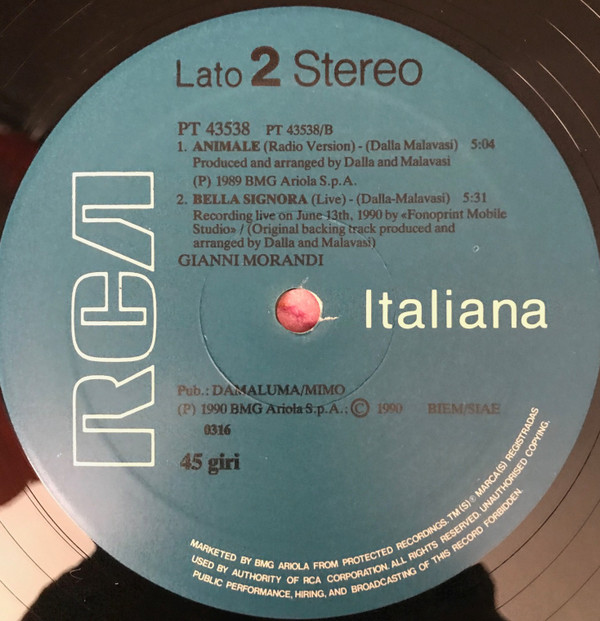 Lato 2 Stereo
PT 43538 PT 43538/B
1. ANIMALE (Radio Version) - (Dalla Malavasi) 5:04
Produced and arranged by Dalla and Malavasi
(P) 1989 BMG Ariola S.p.A.
2. BELLA SIGNORA (Live) - (Dalla-Malavasi) 5:31
Recording live on June 13th, 1990 by «Fonoprint Mobile
Studio» / (Original backing track produced and
arranged by Dalla and Malavasi)
GIANNI MORANDI
RCA
Italiana
Pub.: DAMALUMA/MIMO
(P) 1990 BMG Ariola S.p.A.; © 1990 BIEM/SIAE
0316
45 giri
MARKETED BY BMG ARIOLA FROM PROTECTED RECORDINGS. TM(S)® MARCA(S) REGISTRADAS
USED BY AUTHORITY OF RCA CORPORATION. ALL RIGHTS RESERVED. UNAUTHORISED COPYING,
PUBLIC PERFORMANCE, HIRING, AND BROADCASTING OF THIS RECORD FORBIDDEN.